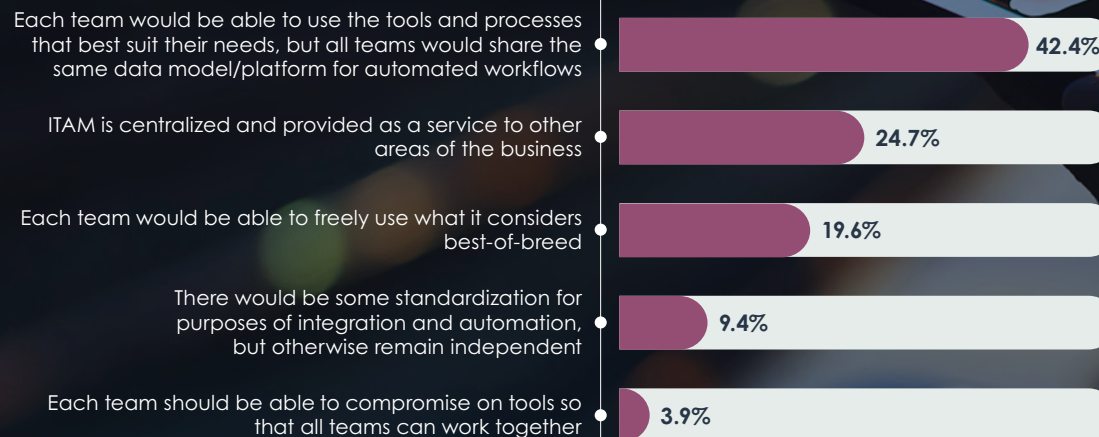 Each team would be able to use the tools and processes
that best suit their needs, but all teams would share the
same data model/platform for automated workflows
42.4%
ITAM is centralized and provided as a service to other
areas of the business
24.7%
Each team would be able to freely use what it considers
best-of-breed
19.6%
There would be some standardization for
purposes of integration and automation,
but otherwise remain independent
9.4%
Each team should be able to compromise on tools so
that all teams can work together
3.9%